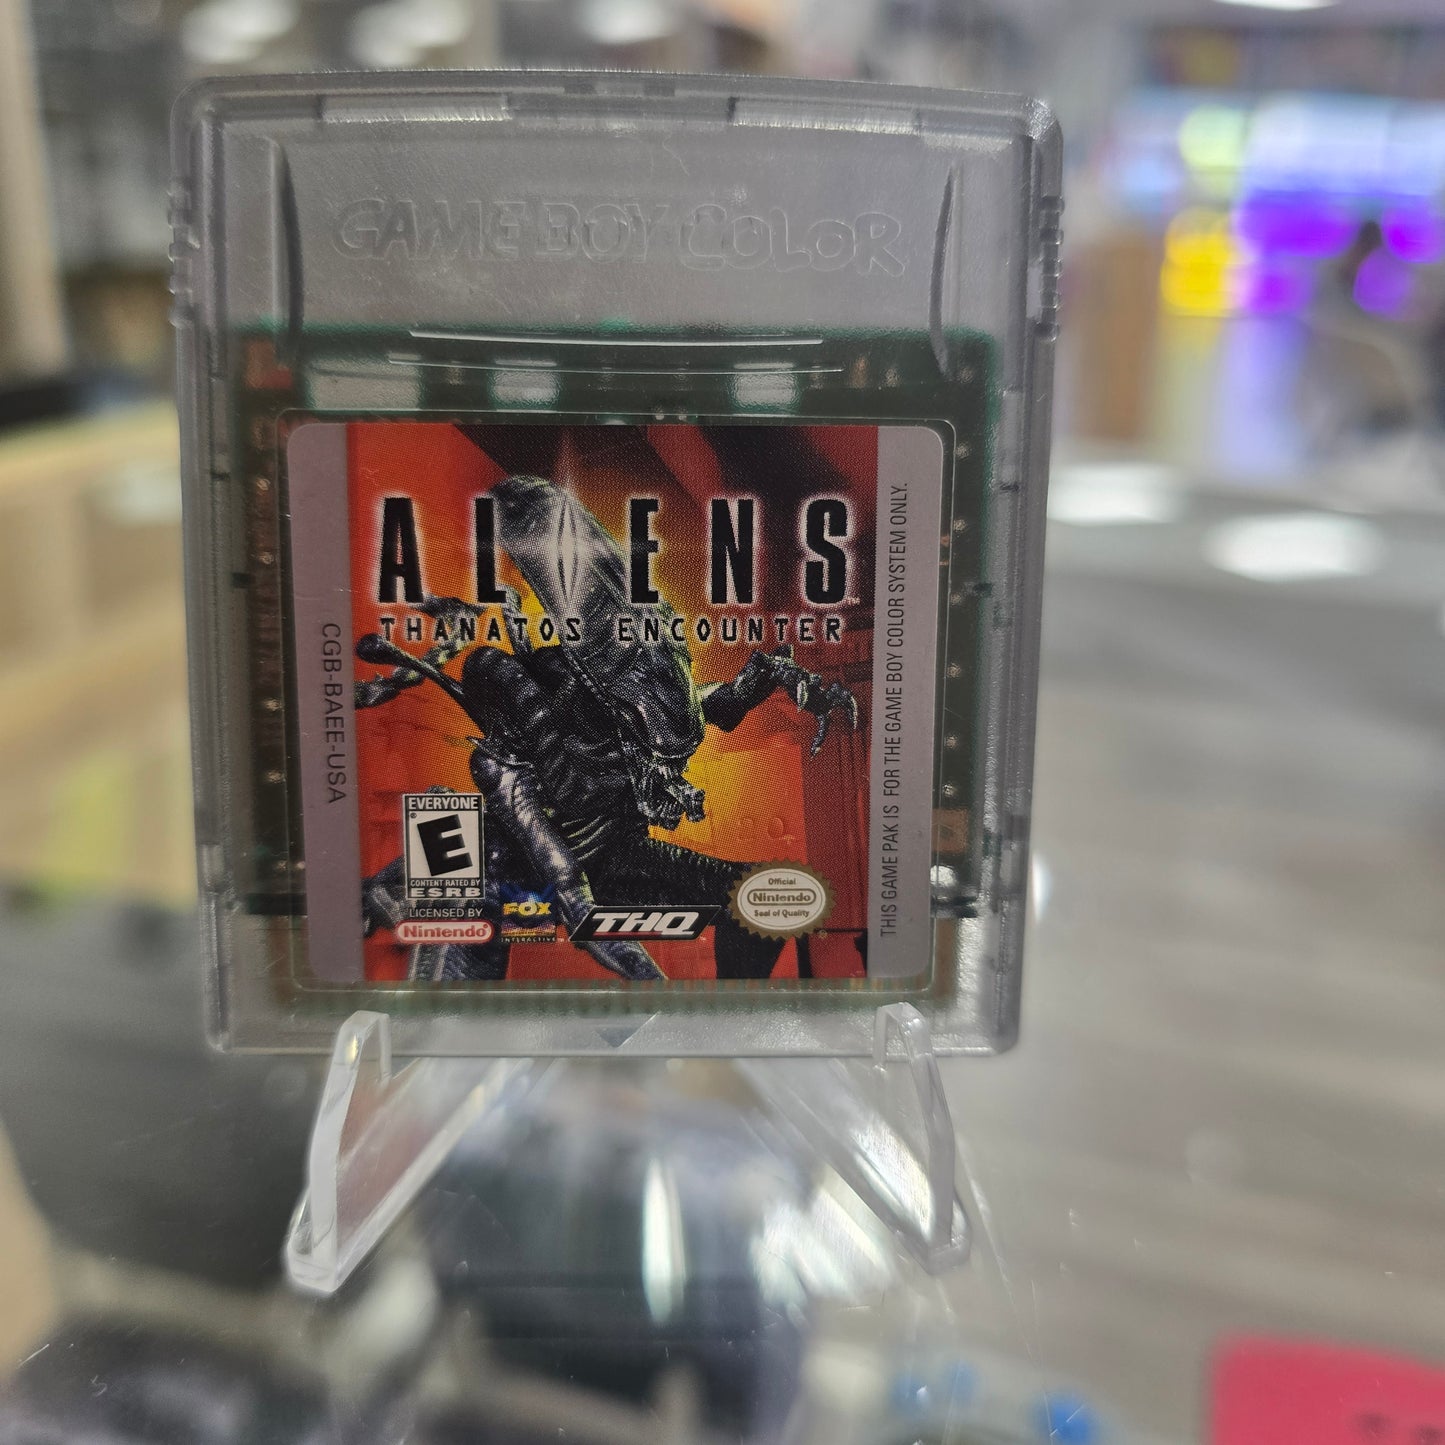 GAME BOY COLOR
ALIENS
THANATOS ENCOUNTER
CGB-BAEE-USA
THIS GAME PAK IS FOR THE GAME BOY COLOR SYSTEM ONLY.
EVERYONE
E
CONTENT RATED BY
ESRB
LICENSED BY
Nintendo
FOX
INTERACTIVE
THQ
Official
Nintendo
Seal of Quality